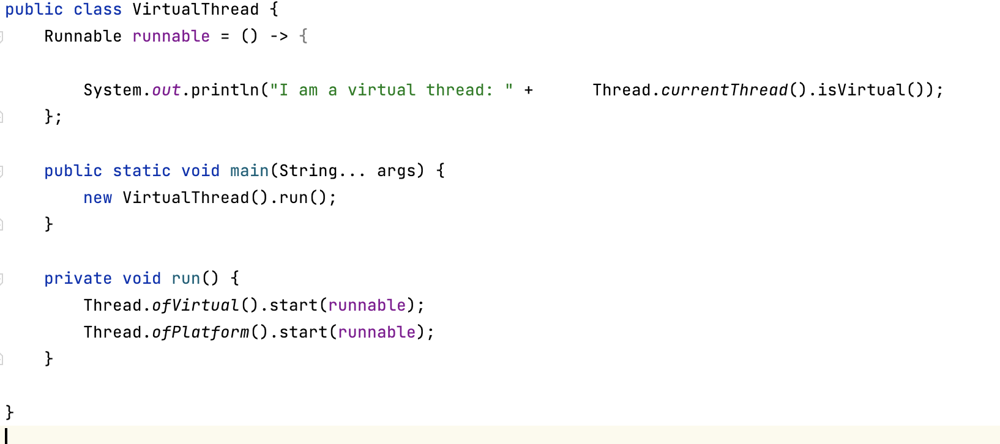 public class VirtualThread {
    Runnable runnable = () -> {
        System.out.println("I am a virtual thread: " +      Thread.currentThread().isVirtual());
    };
    public static void main(String... args) {
        new VirtualThread().run();
    }
    private void run() {
        Thread.ofVirtual().start(runnable);
        Thread.ofPlatform().start(runnable);
    }
}